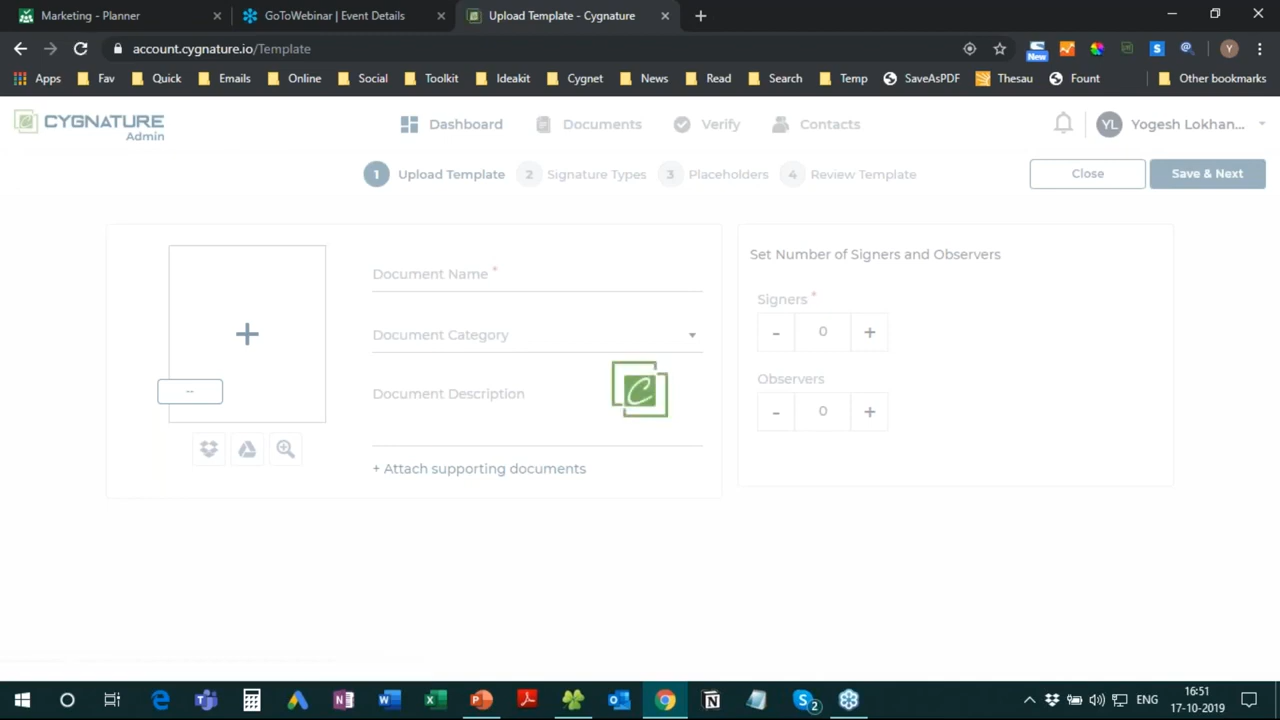 Marketing - Planner
GoToWebinar | Event Details
Upload Template - Cygnature
account.cygnature.io/Template
New
S
Y
Apps
Fav
Quick
Emails
Online
Social
Toolkit
Ideakit
Cygnet
News
Read
Search
Temp
SaveAsPDF
Thesau
Fount
Other bookmarks
CYGNATURE
Admin
Dashboard
Documents
Verify
Contacts
YL
Yogesh Lokhan...
1 Upload Template
2 Signature Types
3 Placeholders
4 Review Template
Close
Save & Next
Document Name *
Document Category
Document Description
+ Attach supporting documents
--
C
Set Number of Signers and Observers
Signers *
- 0 +
Observers
- 0 +
2
ENG
16:51
17-10-2019